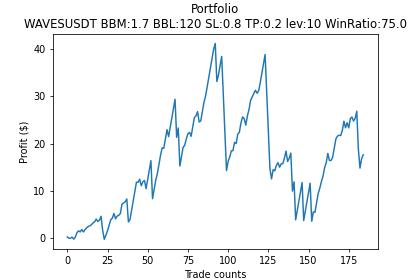 Portfolio
WAVESUSDT BBM:1.7 BBL:120 SL:0.8 TP:0.2 lev:10 WinRatio:75.0
40
30
20
10
0
Profit ($)
0 25 50 75 100 125 150 175
Trade counts